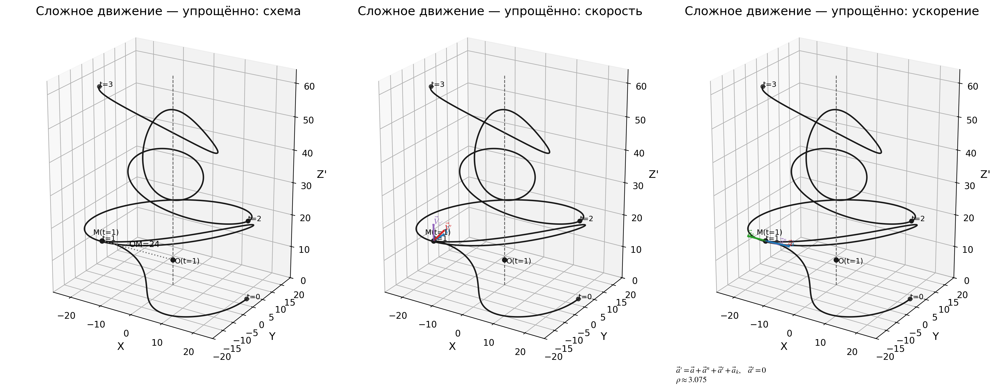 Сложное движение — упрощённо: схема
t=3
M(t=1)
t=1
OM=24
O(t=1)
t=2
t=0
60
50
40
30
20
10
0
Z'
−20
−10
0
10
20
X
−20
−15
−10
−5
0
5
10
15
20
Y
Сложное движение — упрощённо: скорость
t=3
M(t=1)
t=1
O(t=1)
t=2
t=0
60
50
40
30
20
10
0
Z'
−20
−10
0
10
20
X
−20
−15
−10
−5
0
5
10
15
20
Y
Сложное движение — упрощённо: ускорение
t=3
M(t=1)
t=1
O(t=1)
t=2
t=0
60
50
40
30
20
10
0
Z'
−20
−10
0
10
20
X
−20
−15
−10
−5
0
5
10
15
20
Y
a⃗′ = a⃗ + a⃗ⁿ + a⃗ᵗ + a⃗ₖ, a⃗ᵗ = 0
ρ ≈ 3.075